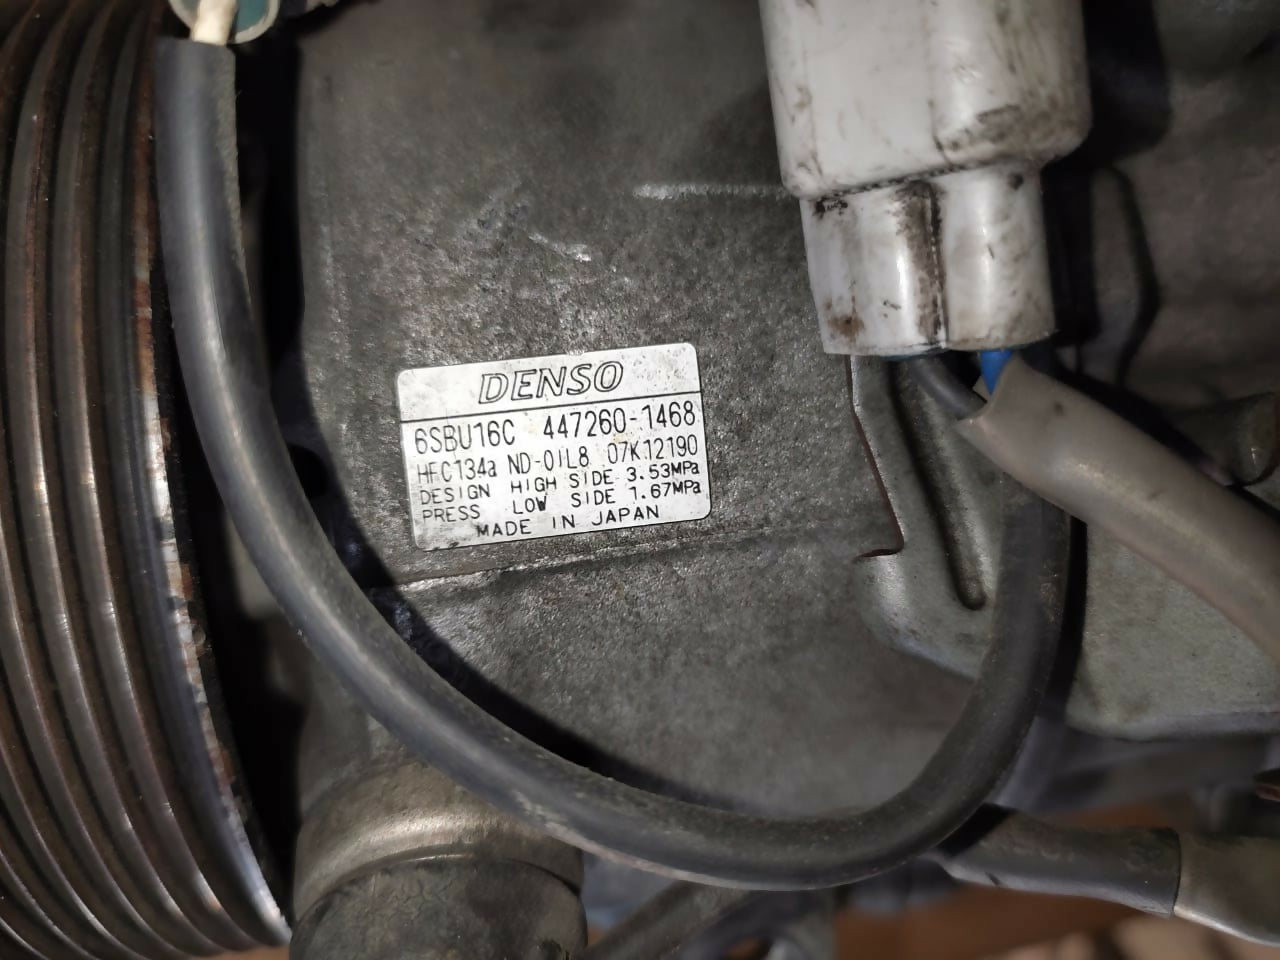 DENSO
6SBU16C 447260-1468
HFC134a ND-OIL8 07K12190
DESIGN HIGH SIDE 3.53MPa
PRESS LOW SIDE 1.67MPa
MADE IN JAPAN